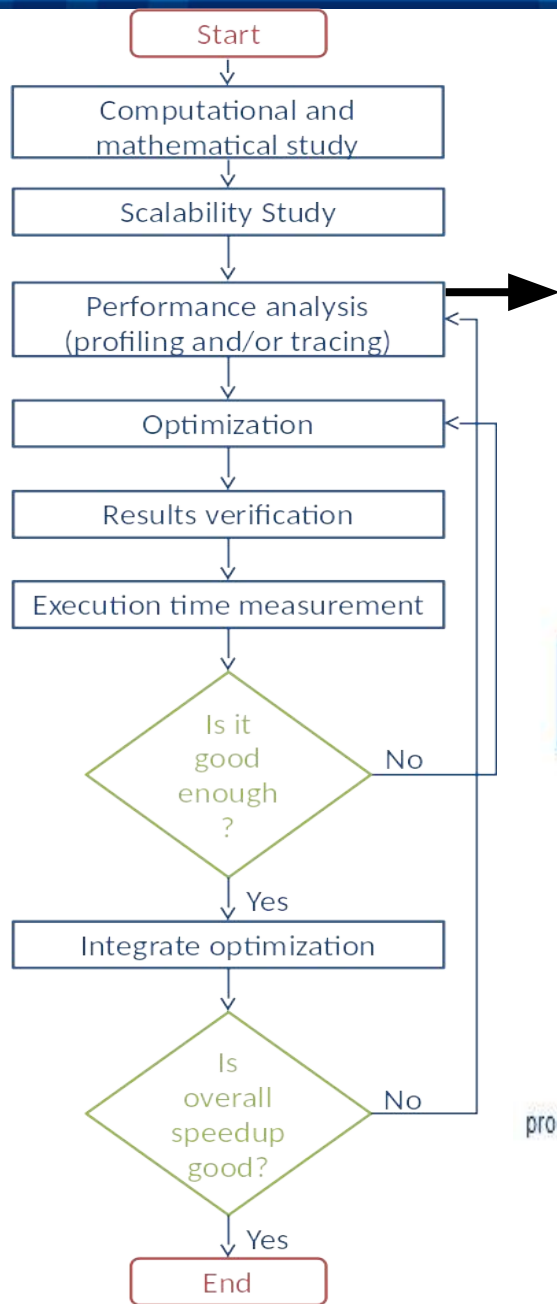 Start
Computational and
mathematical study
Scalability Study
Performance analysis
(profiling and/or tracing)
Optimization
Results verification
Execution time measurement
Is it
good
enough
?
No
Yes
Integrate optimization
Is
overall
speedup
good?
No
pro
Yes
End